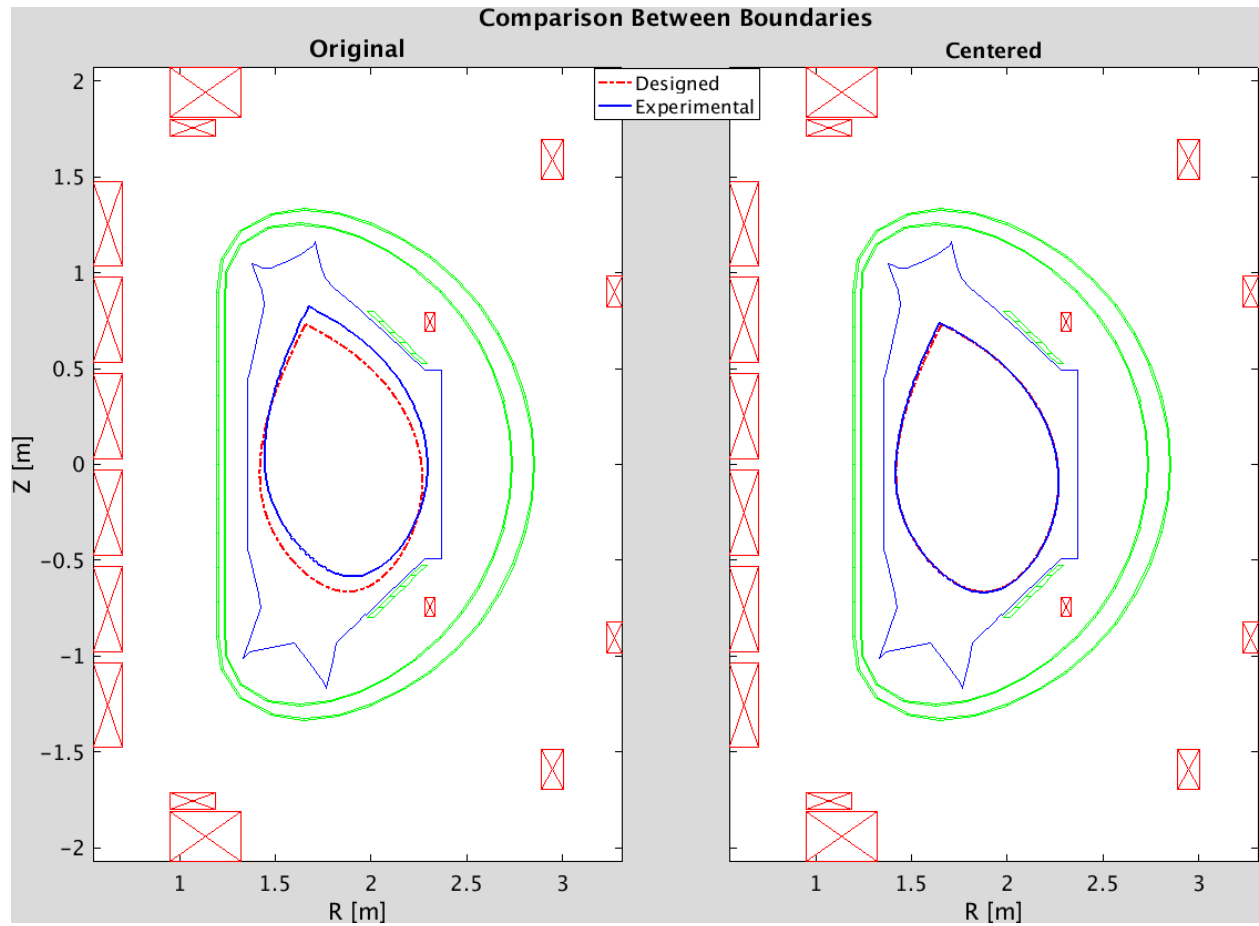 Comparison Between Boundaries
Original
Centered
Designed
Experimental
2
1.5
1
0.5
0
-0.5
-1
-1.5
-2
Z [m]
1 1.5 2 2.5 3
R [m]
1 1.5 2 2.5 3
R [m]